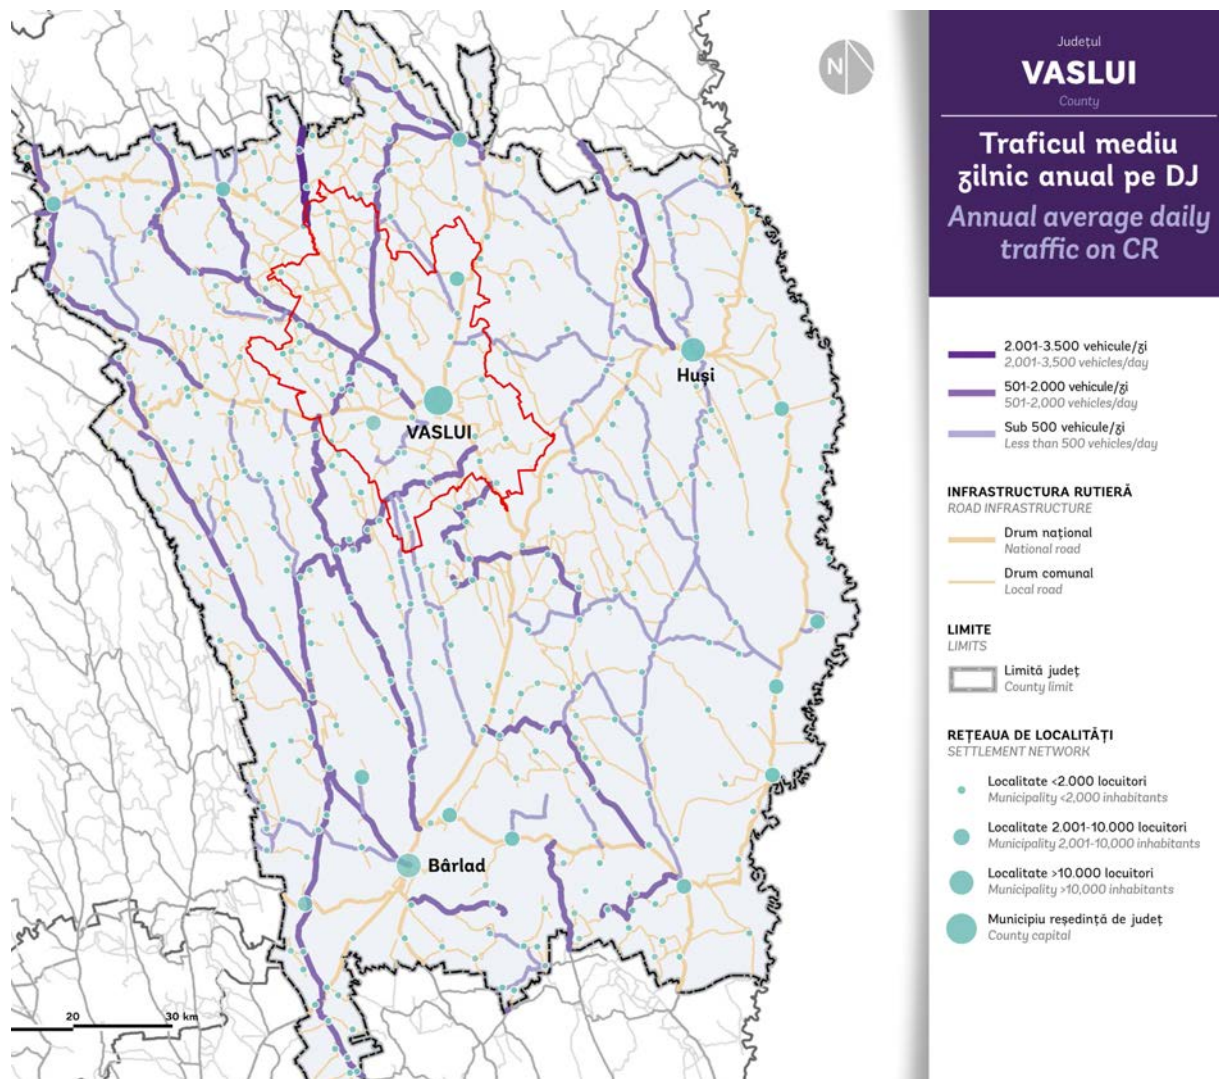 N
Huși
VASLUI
Bârlad
20
30 km
Județul
VASLUI
County
Traficul mediu
zilnic anual pe DJ
Annual average daily
traffic on CR
2.001-3.500 vehicule/zi
2,001-3,500 vehicles/day
501-2.000 vehicule/zi
501-2,000 vehicles/day
Sub 500 vehicule/zi
Less than 500 vehicles/day
INFRASTRUCTURA RUTIERĂ
ROAD INFRASTRUCTURE
Drum național
National road
Drum comunal
Local road
LIMITE
LIMITS
Limită județ
County limit
REȚEAUA DE LOCALITĂȚI
SETTLEMENT NETWORK
Localitate <2.000 locuitori
Municipality <2,000 inhabitants
Localitate 2.001-10.000 locuitori
Municipality 2,001-10,000 inhabitants
Localitate >10.000 locuitori
Municipality >10,000 inhabitants
Municipiu reședință de județ
County capital